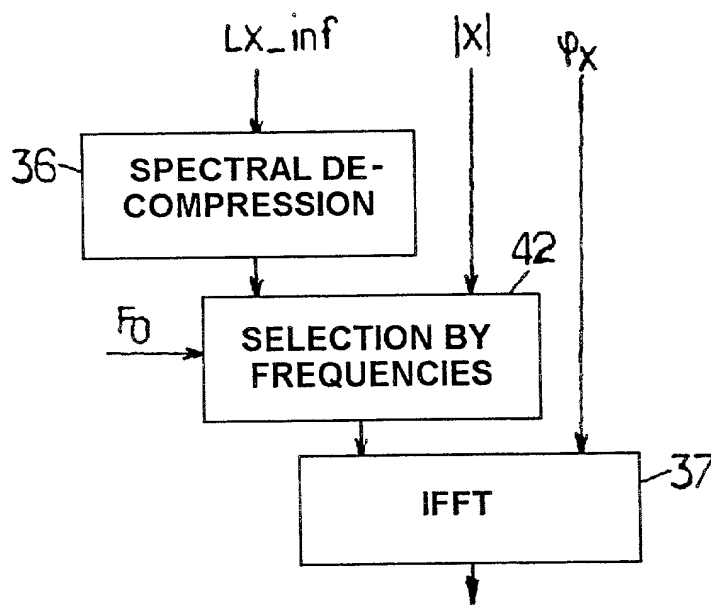 LX_inf
|X|
φX
36
SPECTRAL DE-
COMPRESSION
42
F0
SELECTION BY
FREQUENCIES
37
IFFT